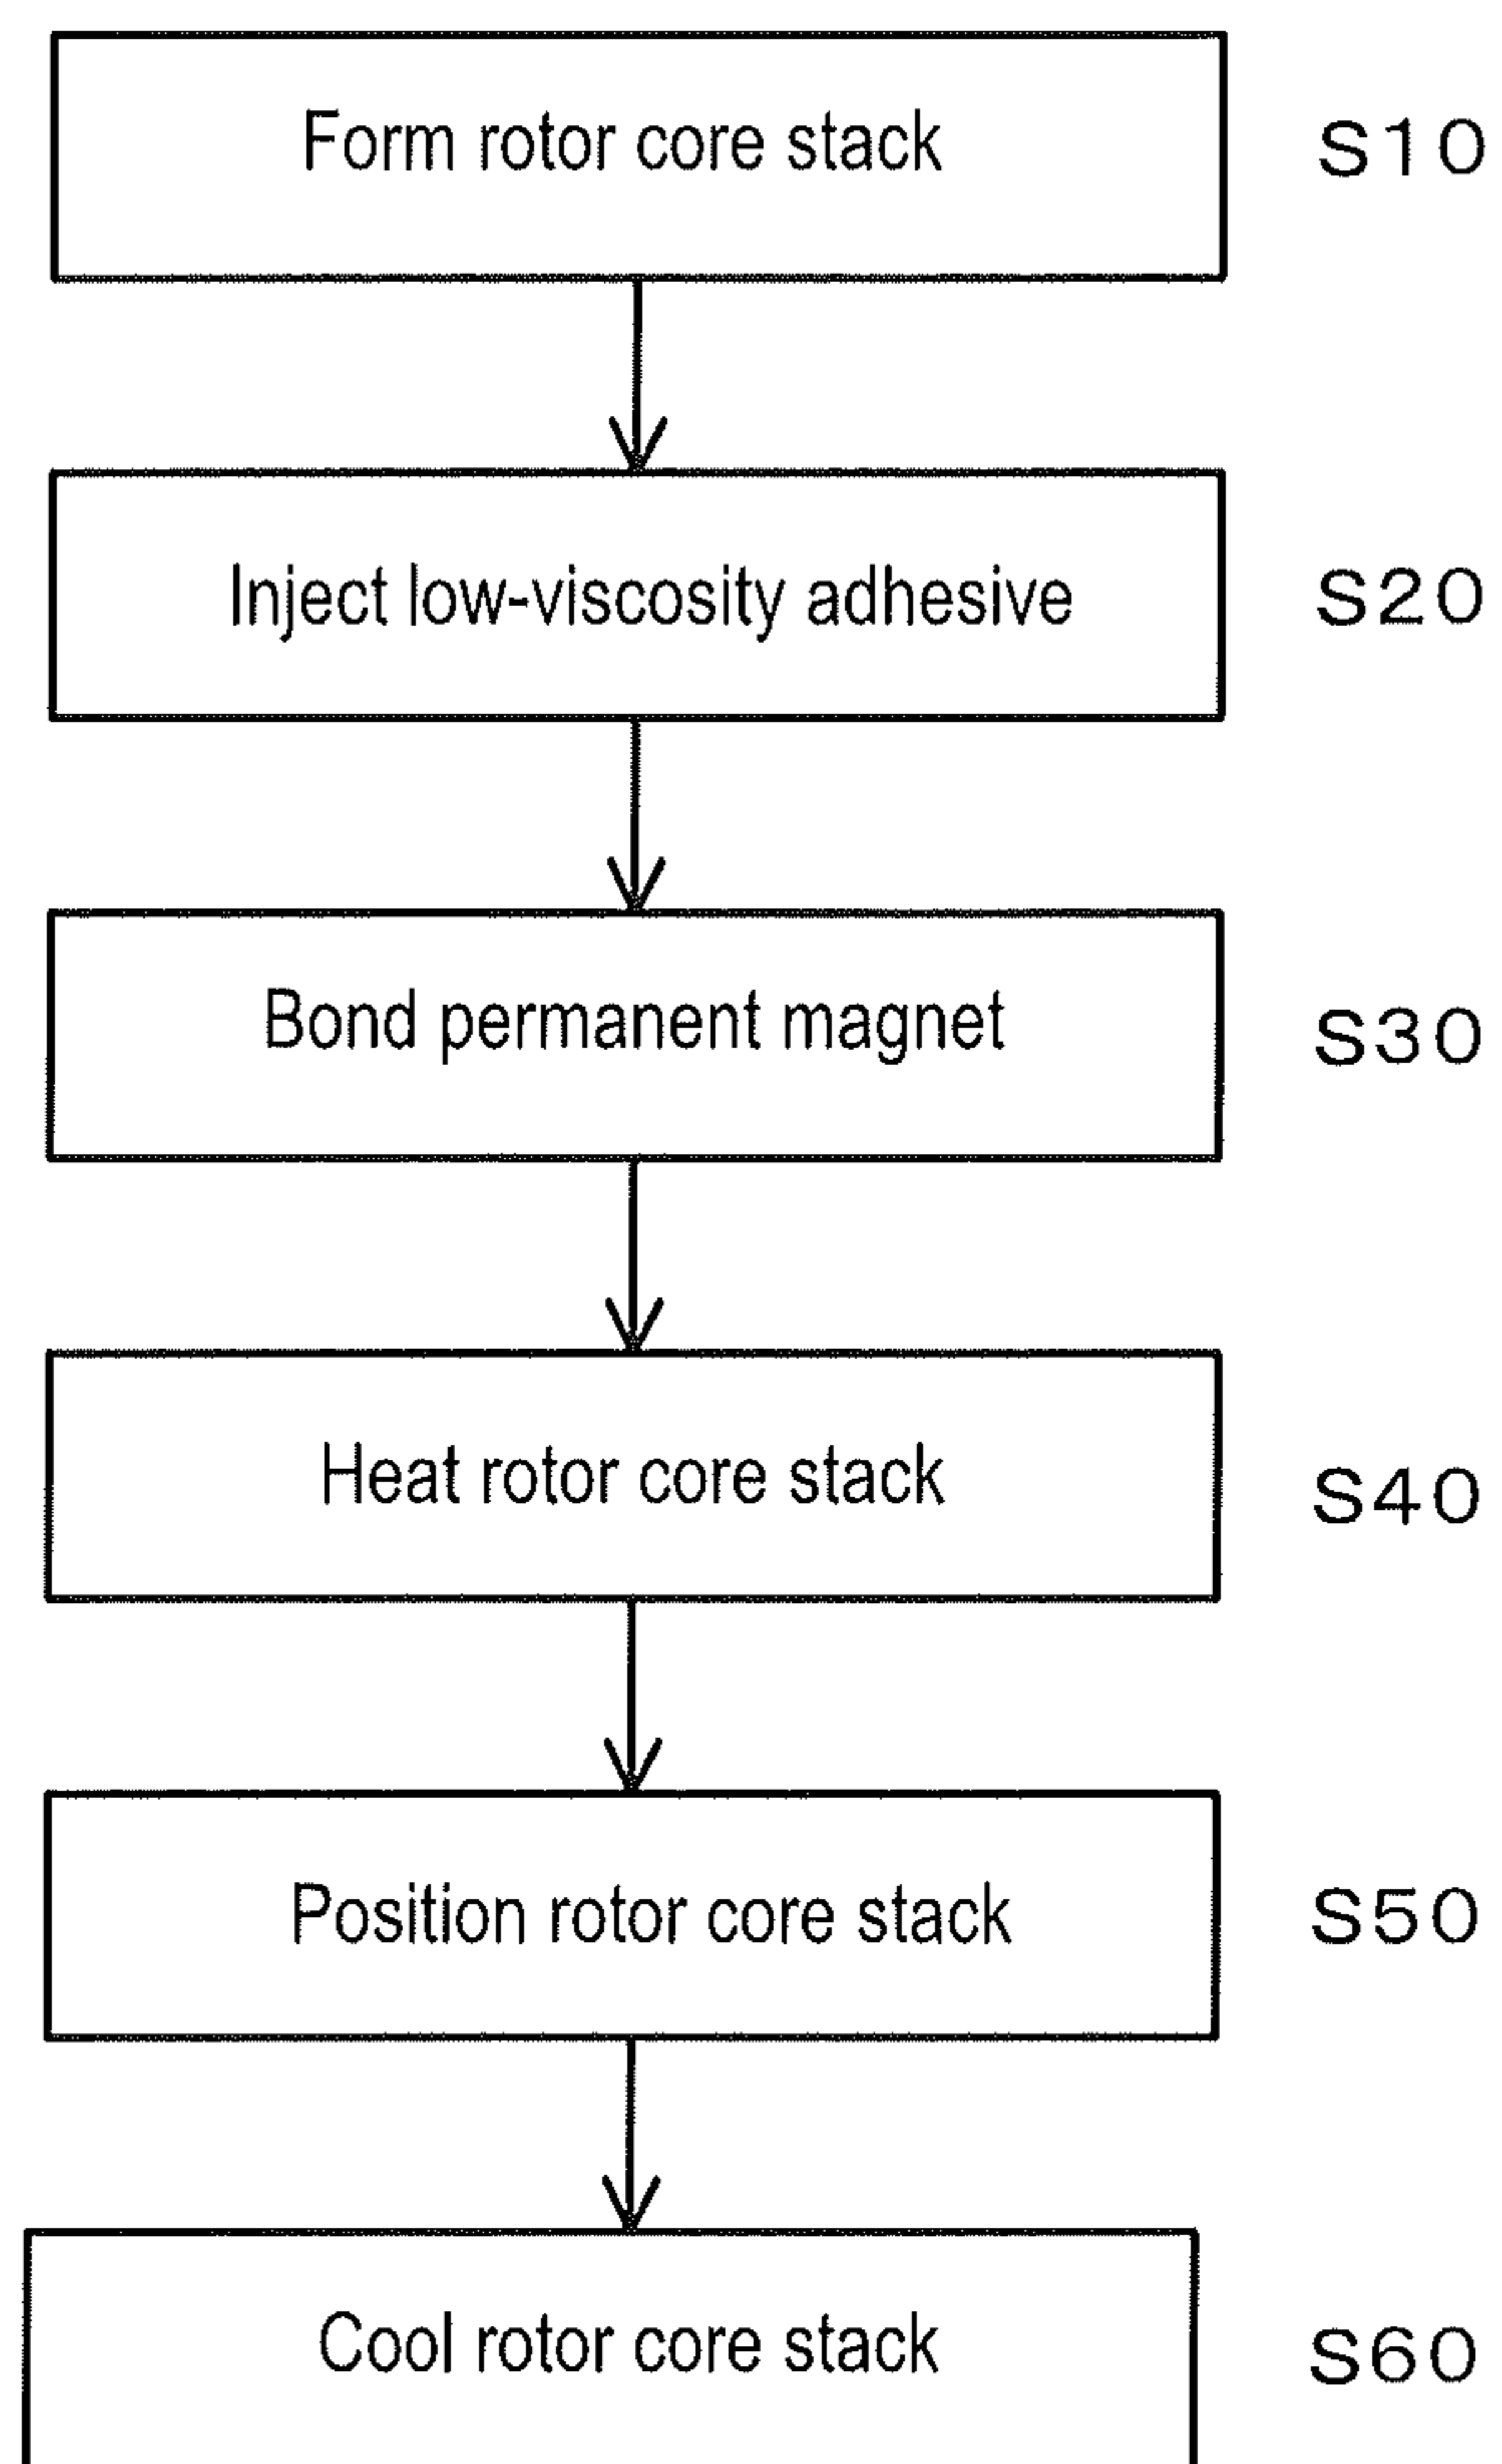 Form rotor core stack S10
Inject low-viscosity adhesive S20
Bond permanent magnet S30
Heat rotor core stack S40
Position rotor core stack S50
Cool rotor core stack S60